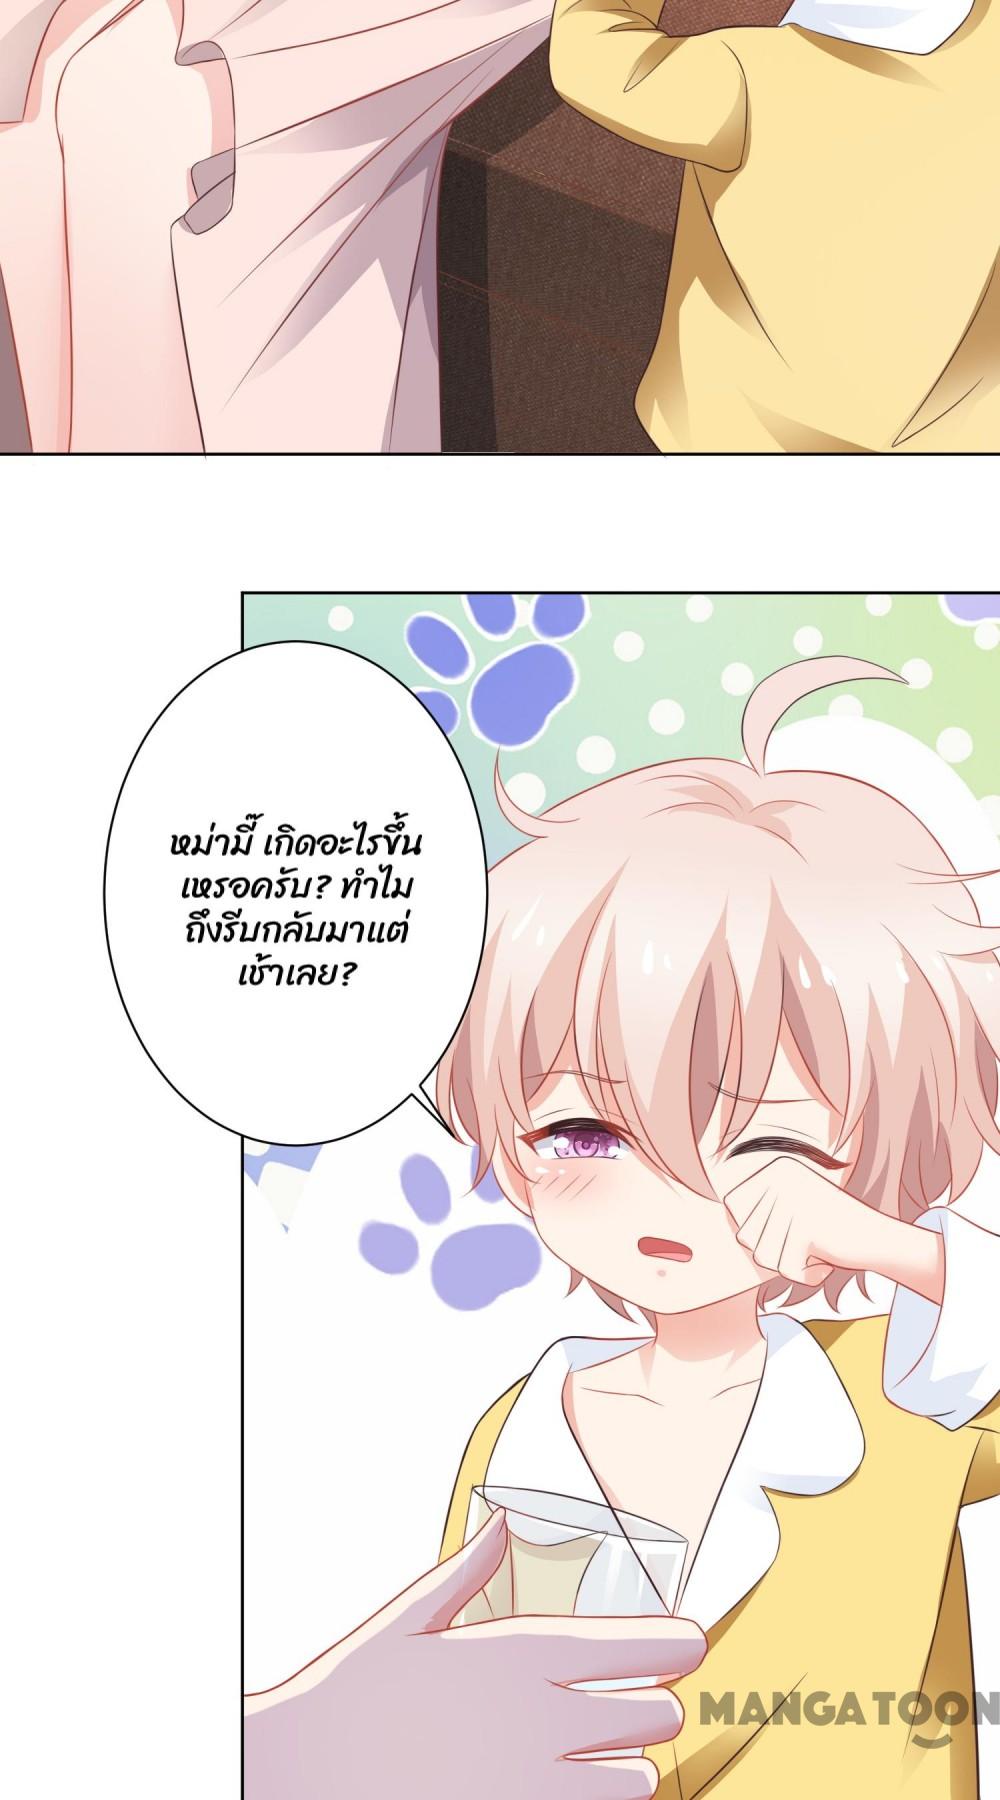 หม่ามี๊ เกิดอะไรขึ้น
เหรอครับ? ทำไม
ถึงรีบกลับมาแต่
เช้าเลย?
MANGATOON